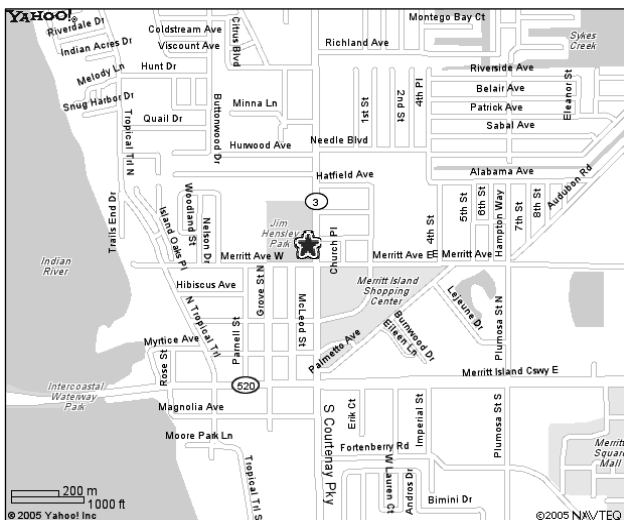 YAHOO!
Riverdale Dr
Coldstream Ave
Citrus Blvd
Montego Bay Ct
Indian Acres Dr
Viscount Ave
Richland Ave
Sykes
Creek
Melody Ln
Hunt Dr
Riverside Ave
Snug Harbor Dr
Minna Ln
Buttonwood Dr
1st St
2nd St
4th Pl
Belair Ave
Eleanor St
Patrick Ave
Quail Dr
Sabal Ave
Tropical Trl N
Hurwood Ave
Needle Blvd
Hatfield Ave
Alabama Ave
Audubon Rd
3
Trails End Dr
Woodland St
Nelson Dr
Island Oaks Pl
Jim
Hensley
Park
Church Pl
4th St
5th St
6th St
Hampton Way
7th St
8th St
Indian
River
Merritt Ave W
Merritt Ave E
E Merritt Ave
Merritt Island
Shopping
Center
Hibiscus Ave
Grove St N
McLeod St
N Tropical Trl
Parnell St
Lejeune Dr
Burnwood Dr
Eileen Ln
Plumosa St N
Palmetto Ave
Myrtice Ave
Rose St
Merritt Island Cswy E
Intercoastal
Waterway
Park
520
Magnolia Ave
S Courtenay Pky
Erik Ct
Imperial St
Plumosa St S
Moore Park Ln
Fortenberry Rd
Merritt
Square
Mall
Tropical Trl S
W Lauren Ct
Andros Dr
Bimini Dr
200 m
1000 ft
©2005 Yahoo! Inc
©2005 NAVTEQ